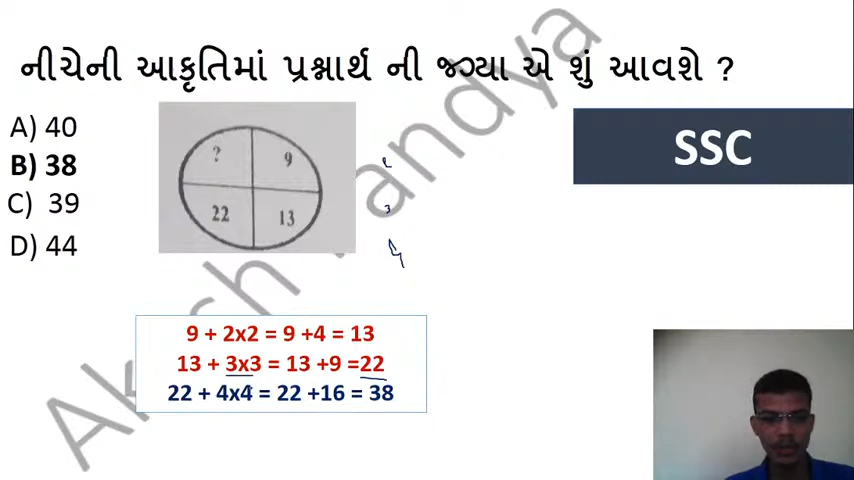 નીચેની આકૃતિમાં પ્રશ્નાર્થ ની જગ્યા એ શું આવશે ?
A) 40
B) 38
C) 39
D) 44
? 9
22 13
SSC
9 + 2x2 = 9 +4 = 13
13 + 3x3 = 13 +9 =22
22 + 4x4 = 22 +16 = 38